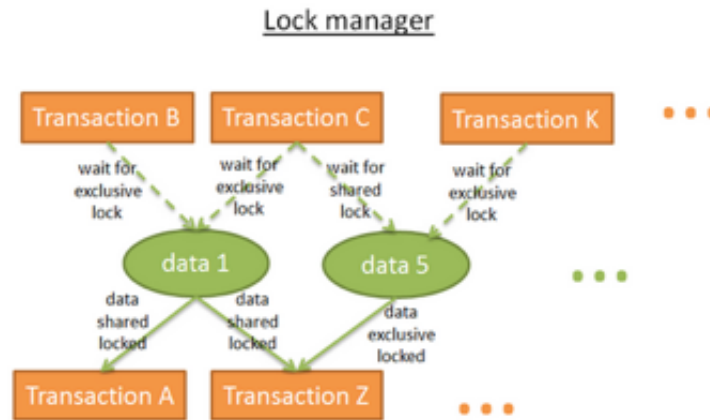 Lock manager
Transaction B
Transaction C
Transaction K
wait for
exclusive
lock
wait for
exclusive
lock
wait for
shared
lock
wait for
exclusive
lock
data 1
data 5
data
shared
locked
data
shared
locked
data
exclusive
locked
Transaction A
Transaction Z